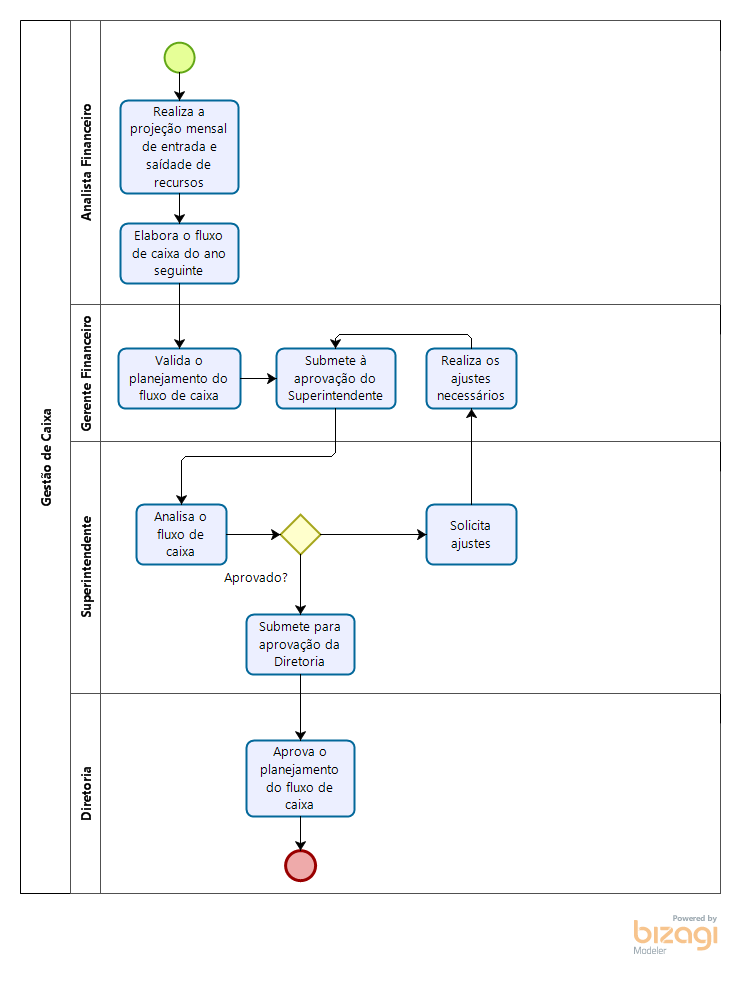 Gestão de Caixa
Analista Financeiro
Realiza a
projeção mensal
de entrada e
saídade de
recursos
Elabora o fluxo
de caixa do ano
seguinte
Gerente Financeiro
Valida o
planejamento do
fluxo de caixa
Submete à
aprovação do
Superintendente
Realiza os
ajustes
necessários
Superintendente
Analisa o
fluxo de
caixa
Aprovado?
Solicita
ajustes
Submete para
aprovação da
Diretoria
Diretoria
Aprova o
planejamento
do fluxo de
caixa
Powered by
bizagi
Modeler